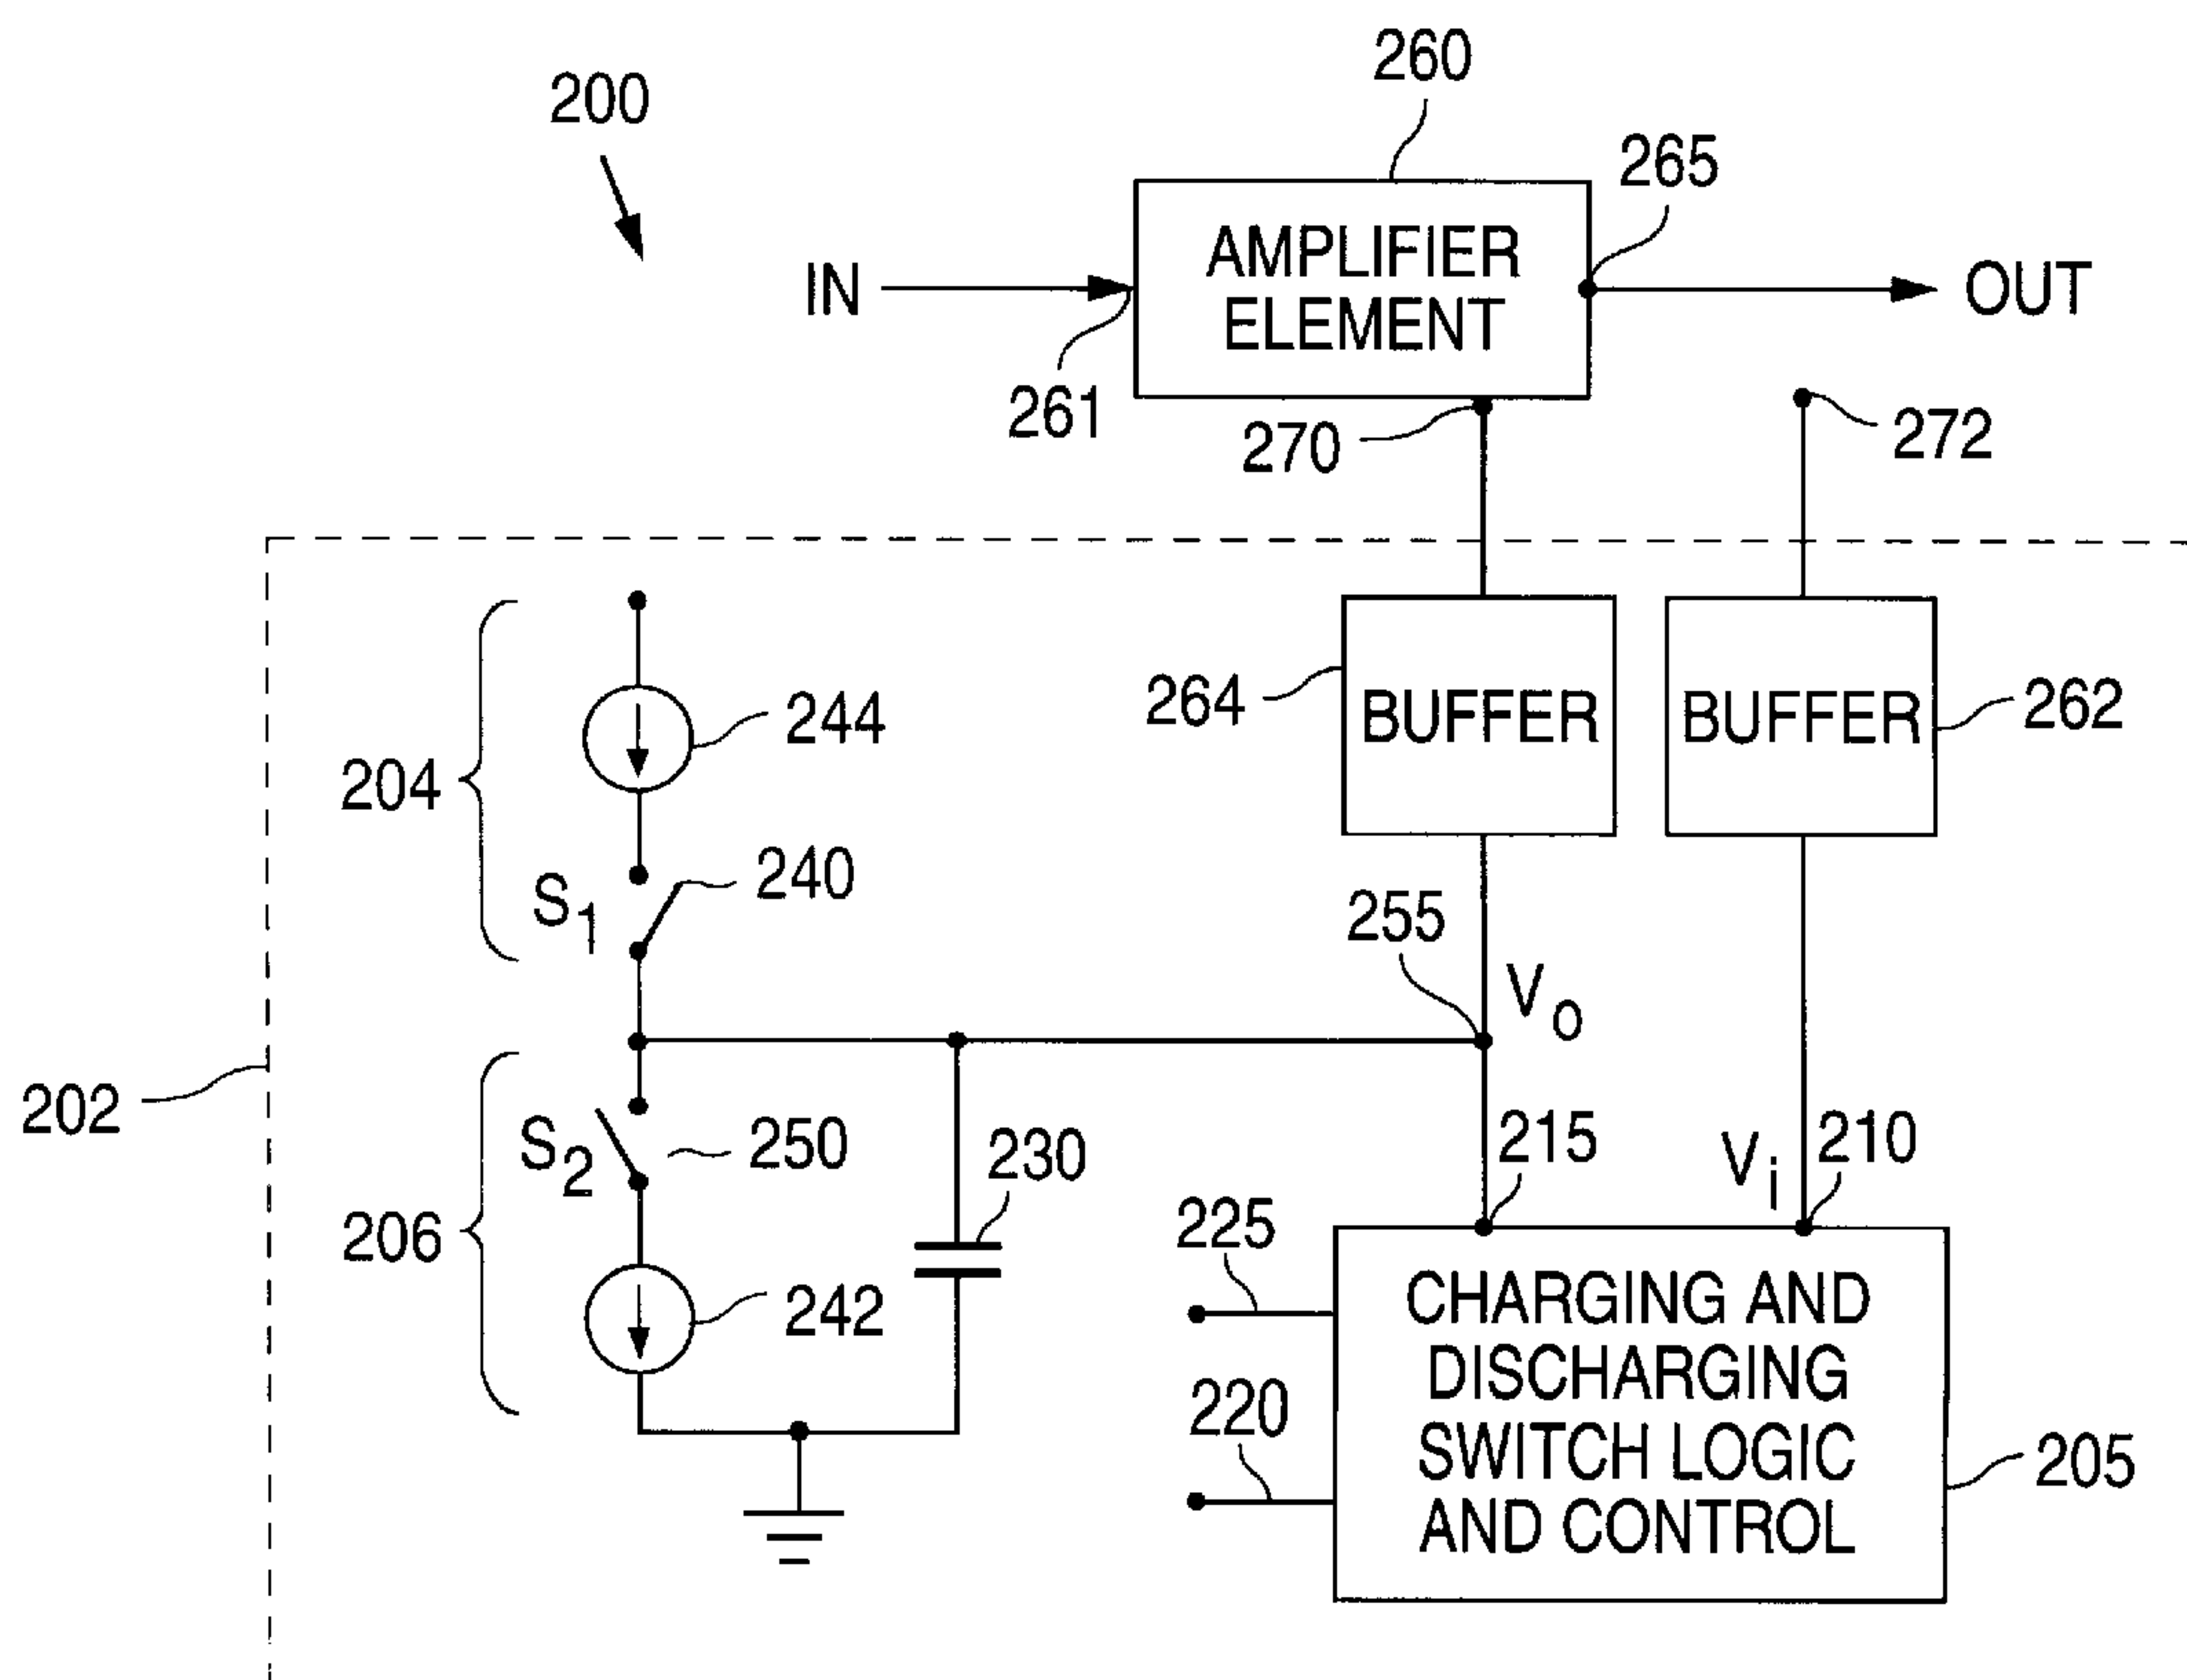 260
200
265
IN
AMPLIFIER
ELEMENT
OUT
261
270
272
204
244
264
BUFFER
BUFFER
262
S1
240
255
Vo
202
206
S2
250
230
215
Vi
210
242
225
220
CHARGING AND
DISCHARGING
SWITCH LOGIC
AND CONTROL
205